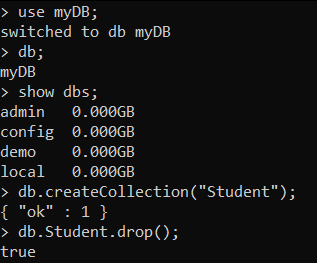 > use myDB;
switched to db myDB
> db;
myDB
> show dbs;
admin   0.000GB
config  0.000GB
demo    0.000GB
local   0.000GB
> db.createCollection("Student");
{ "ok" : 1 }
> db.Student.drop();
true